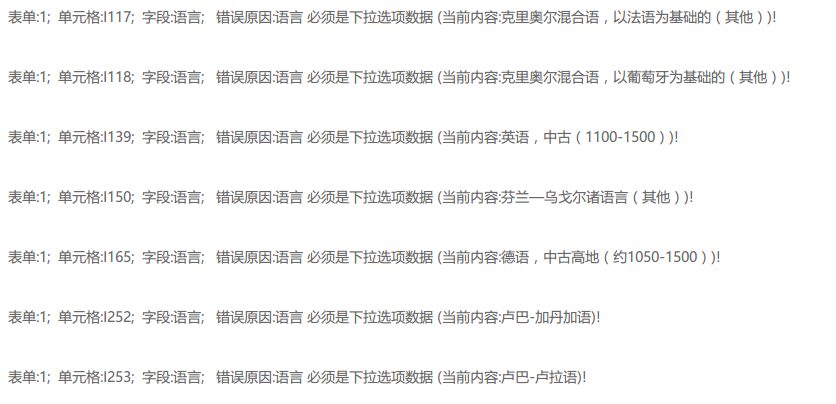 表单:1;  单元格:I117;  字段:语言;   错误原因:语言 必须是下拉选项数据 (当前内容:克里奥尔混合语，以法语为基础的（其他）)!
表单:1;  单元格:I118;  字段:语言;   错误原因:语言 必须是下拉选项数据 (当前内容:克里奥尔混合语，以葡萄牙为基础的（其他）)!
表单:1;  单元格:I139;  字段:语言;   错误原因:语言 必须是下拉选项数据 (当前内容:英语，中古（1100-1500）)!
表单:1;  单元格:I150;  字段:语言;   错误原因:语言 必须是下拉选项数据 (当前内容:芬兰—乌戈尔诸语言（其他）)!
表单:1;  单元格:I165;  字段:语言;   错误原因:语言 必须是下拉选项数据 (当前内容:德语，中古高地（约1050-1500）)!
表单:1;  单元格:I252;  字段:语言;   错误原因:语言 必须是下拉选项数据 (当前内容:卢巴-加丹加语)!
表单:1;  单元格:I253;  字段:语言;   错误原因:语言 必须是下拉选项数据 (当前内容:卢巴-卢拉语)!